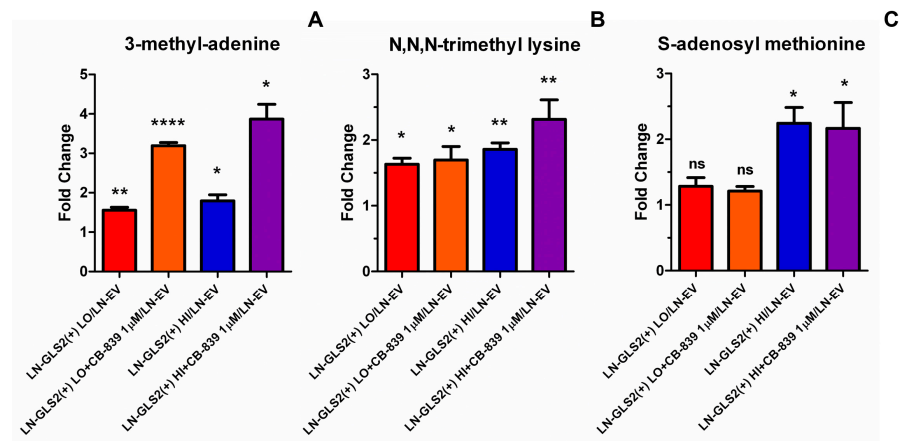 A
3-methyl-adenine
Fold Change
5
4
3
2
1
0
**
****
*
*
LN-GLS2(+) LO/LN-EV
LN-GLS2(+) LO+CB-839 1µM/LN-EV
LN-GLS2(+) HI/LN-EV
LN-GLS2(+) HI+CB-839 1µM/LN-EV
B
N,N,N-trimethyl lysine
Fold Change
3
2
1
0
*
*
**
**
LN-GLS2(+) LO/LN-EV
LN-GLS2(+) LO+CB-839 1µM/LN-EV
LN-GLS2(+) HI/LN-EV
LN-GLS2(+) HI+CB-839 1µM/LN-EV
C
S-adenosyl methionine
Fold Change
3
2
1
0
ns
ns
*
*
LN-GLS2(+) LO/LN-EV
LN-GLS2(+) LO+CB-839 1µM/LN-EV
LN-GLS2(+) HI/LN-EV
LN-GLS2(+) HI+CB-839 1µM/LN-EV